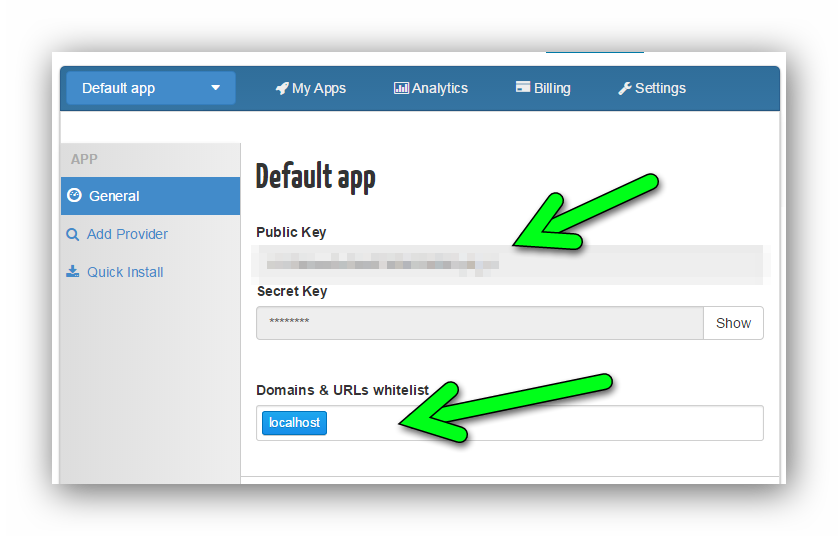 Default app My Apps Analytics Billing Settings
APP
General
Add Provider
Quick Install
Default app
Public Key
Secret Key
******** Show
Domains & URLs whitelist
localhost